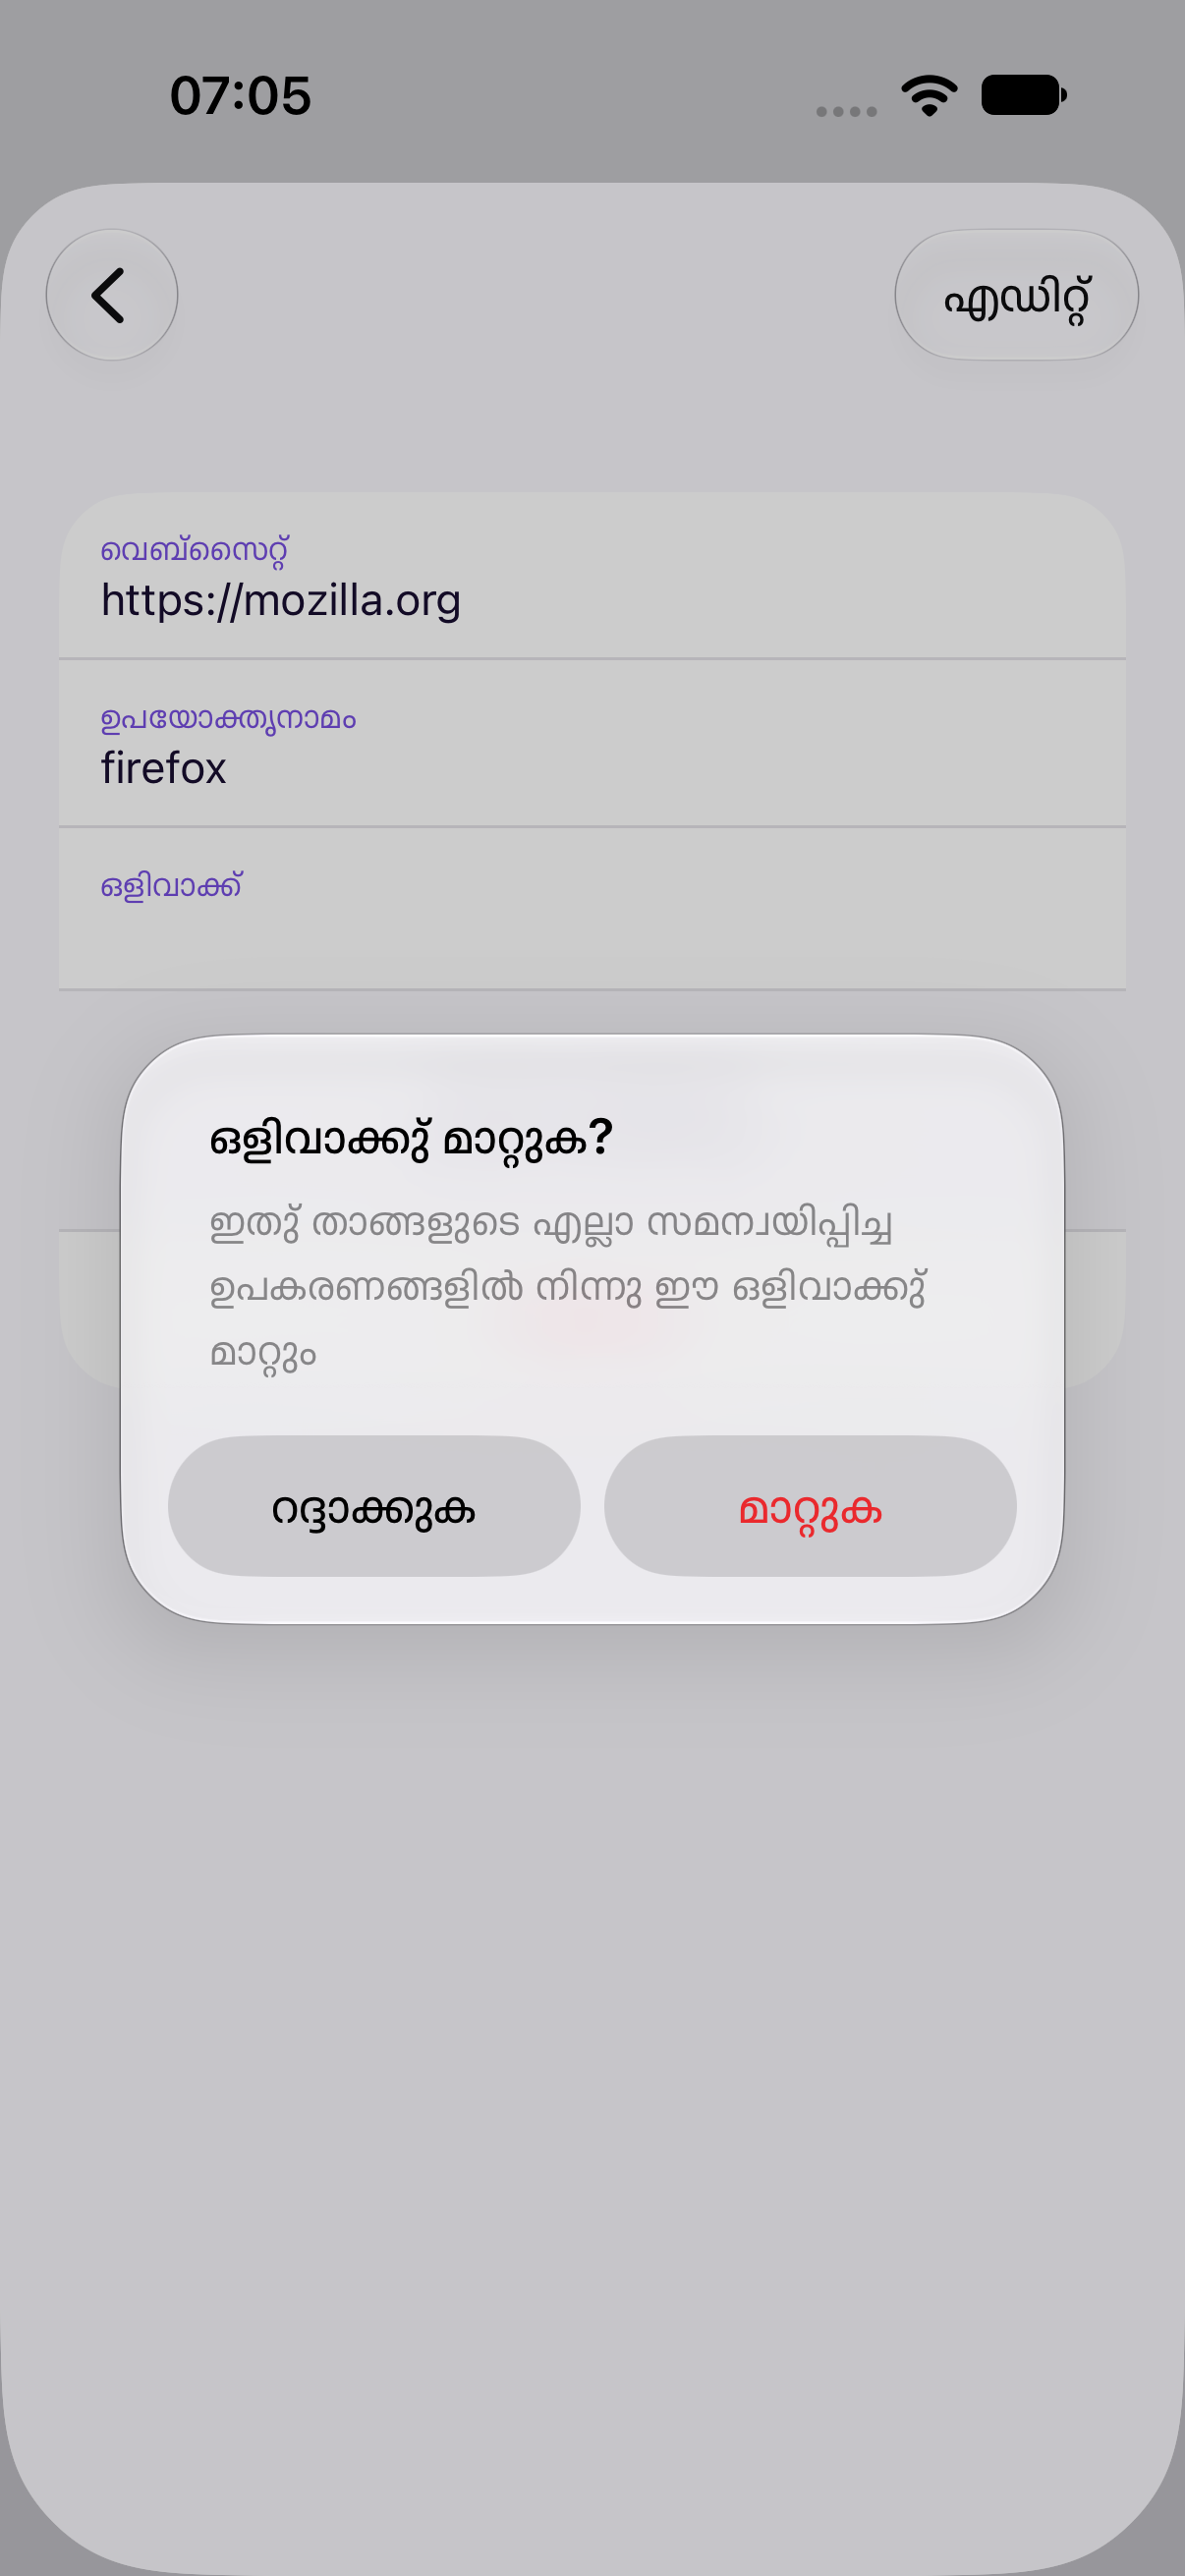 07:05
എഡിറ്റ്
വെബ്സൈറ്റ്
https://mozilla.org
ഉപയോക്തൃനാമം
firefox
ഒളിവാക്ക്
ഒളിവാക്കു് മാറ്റുക?
ഇതു് താങ്ങളുടെ എല്ലാ സമന്വയിപ്പിച്ച
ഉപകരണങ്ങളിൽ നിന്നു ഈ ഒളിവാക്കു്
മാറ്റും
റദ്ദാക്കുക
മാറ്റുക